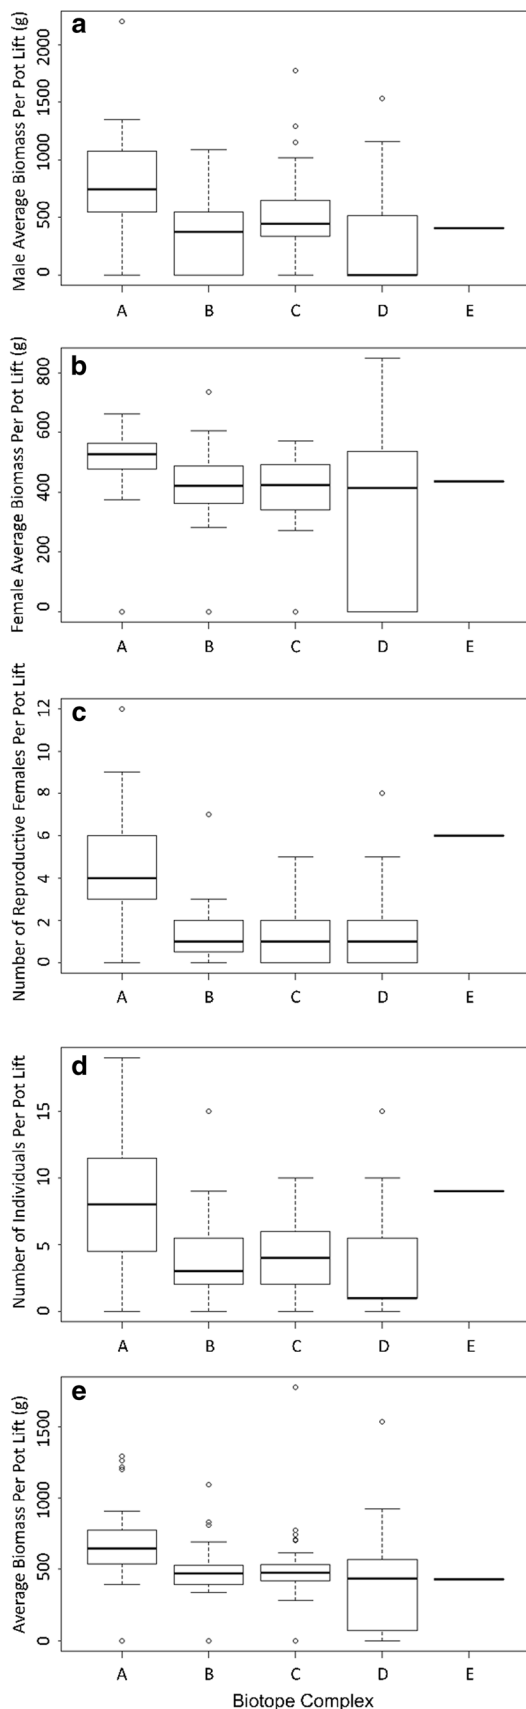 a
Male Average Biomass Per Pot Lift (g)
2000
1500
1000
500
0
A B C D E
b
Female Average Biomass Per Pot Lift (g)
800
600
400
200
0
A B C D E
c
Number of Reproductive Females Per Pot Lift
12
10
8
6
4
2
0
A B C D E
d
Number of Individuals Per Pot Lift
15
10
5
0
A B C D E
e
Average Biomass Per Pot Lift (g)
1500
1000
500
0
A B C D E
Biotope Complex